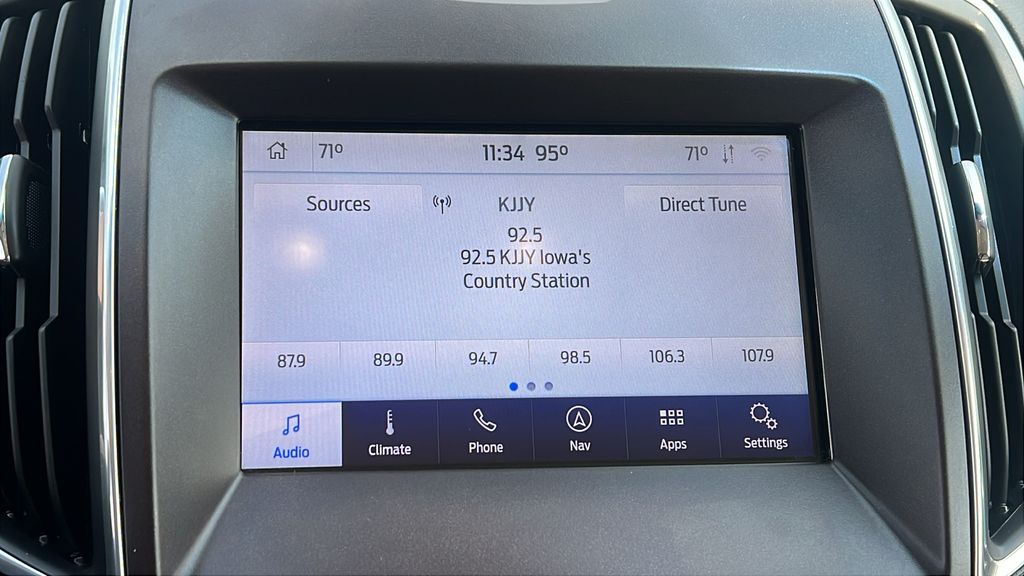 71° 11:34 95° 71°
Sources KJJY Direct Tune
92.5
92.5 KJJY Iowa's
Country Station
87.9 89.9 94.7 98.5 106.3 107.9
Audio Climate Phone Nav Apps Settings